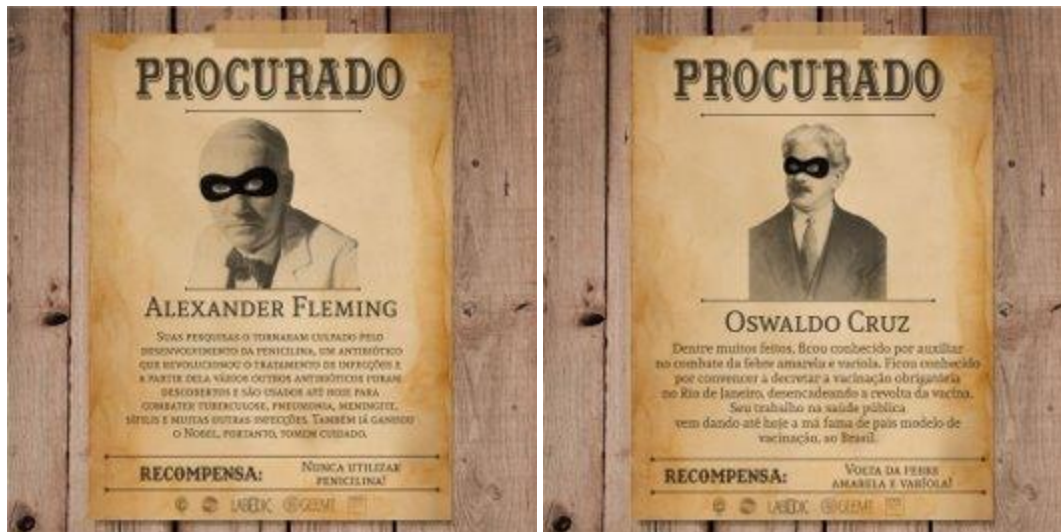 PROCURADO
ALEXANDER FLEMING
SUAS PESQUISAS O TORNARAM CULPADO PELO
DESENVOLVIMENTO DA PENICILINA, UM ANTIBIÓTICO
QUE REVOLUCIONOU O TRATAMENTO DE INFECÇÕES E
A PARTIR DELA VÁRIOS OUTROS ANTIBIÓTICOS FORAM
DESCOBERTOS E SÃO USADOS ATÉ HOJE PARA
COMBATER TUBERCULOSE, PNEUMONIA, MENINGITE,
SÍFILIS E MUITAS OUTRAS INFECÇÕES. TAMBÉM JÁ GANHOU
O NOBEL, PORTANTO, TOMEM CUIDADO.
RECOMPENSA:
NUNCA UTILIZAR
PENICILINA!
LABEDIC GEEMT
PROCURADO
OSWALDO CRUZ
Dentre muitos feitos, ficou conhecido por auxiliar
no combate da febre amarela e varíola. Ficou conhecido
por convencer a decretar a vacinação obrigatória
no Rio de Janeiro, desencadeando a revolta da vacina.
Seu trabalho na saúde pública
vem dando até hoje a má fama de país modelo de
vacinação, ao Brasil.
RECOMPENSA:
VOLTA DA FEBRE
AMARELA E VARÍOLA!
LABEDIC GEEMT